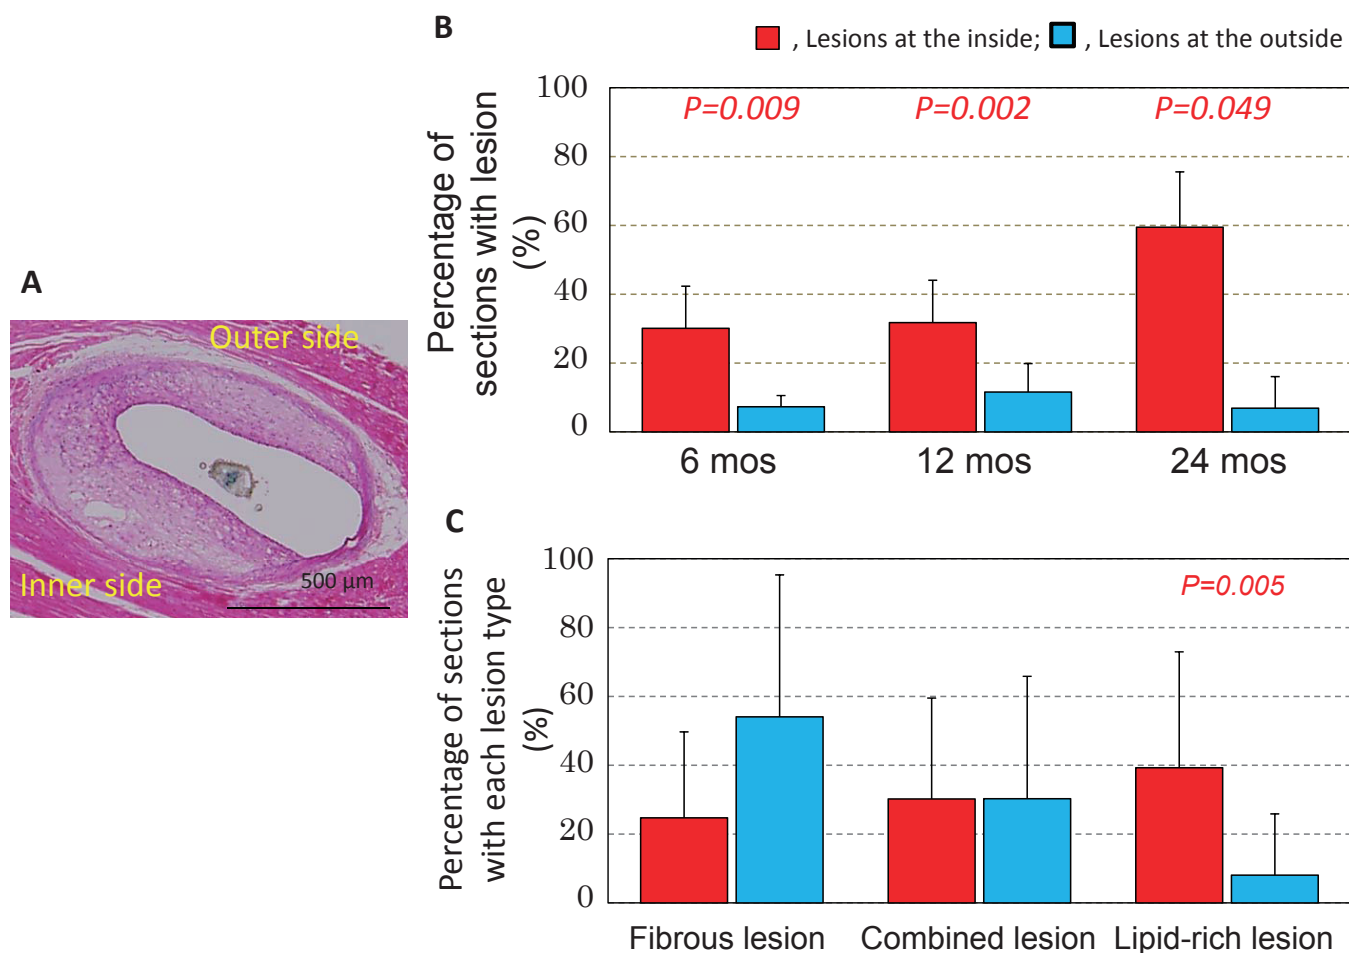 A
Outer side
Inner side
500 µm
B
, Lesions at the inside; , Lesions at the outside
Percentage of
sections with lesion
(%)
100
80
60
40
20
0
P=0.009 P=0.002 P=0.049
6 mos 12 mos 24 mos
C
Percentage of sections
with each lesion type
(%)
100
80
60
40
20
0
P=0.005
Fibrous lesion Combined lesion Lipid-rich lesion